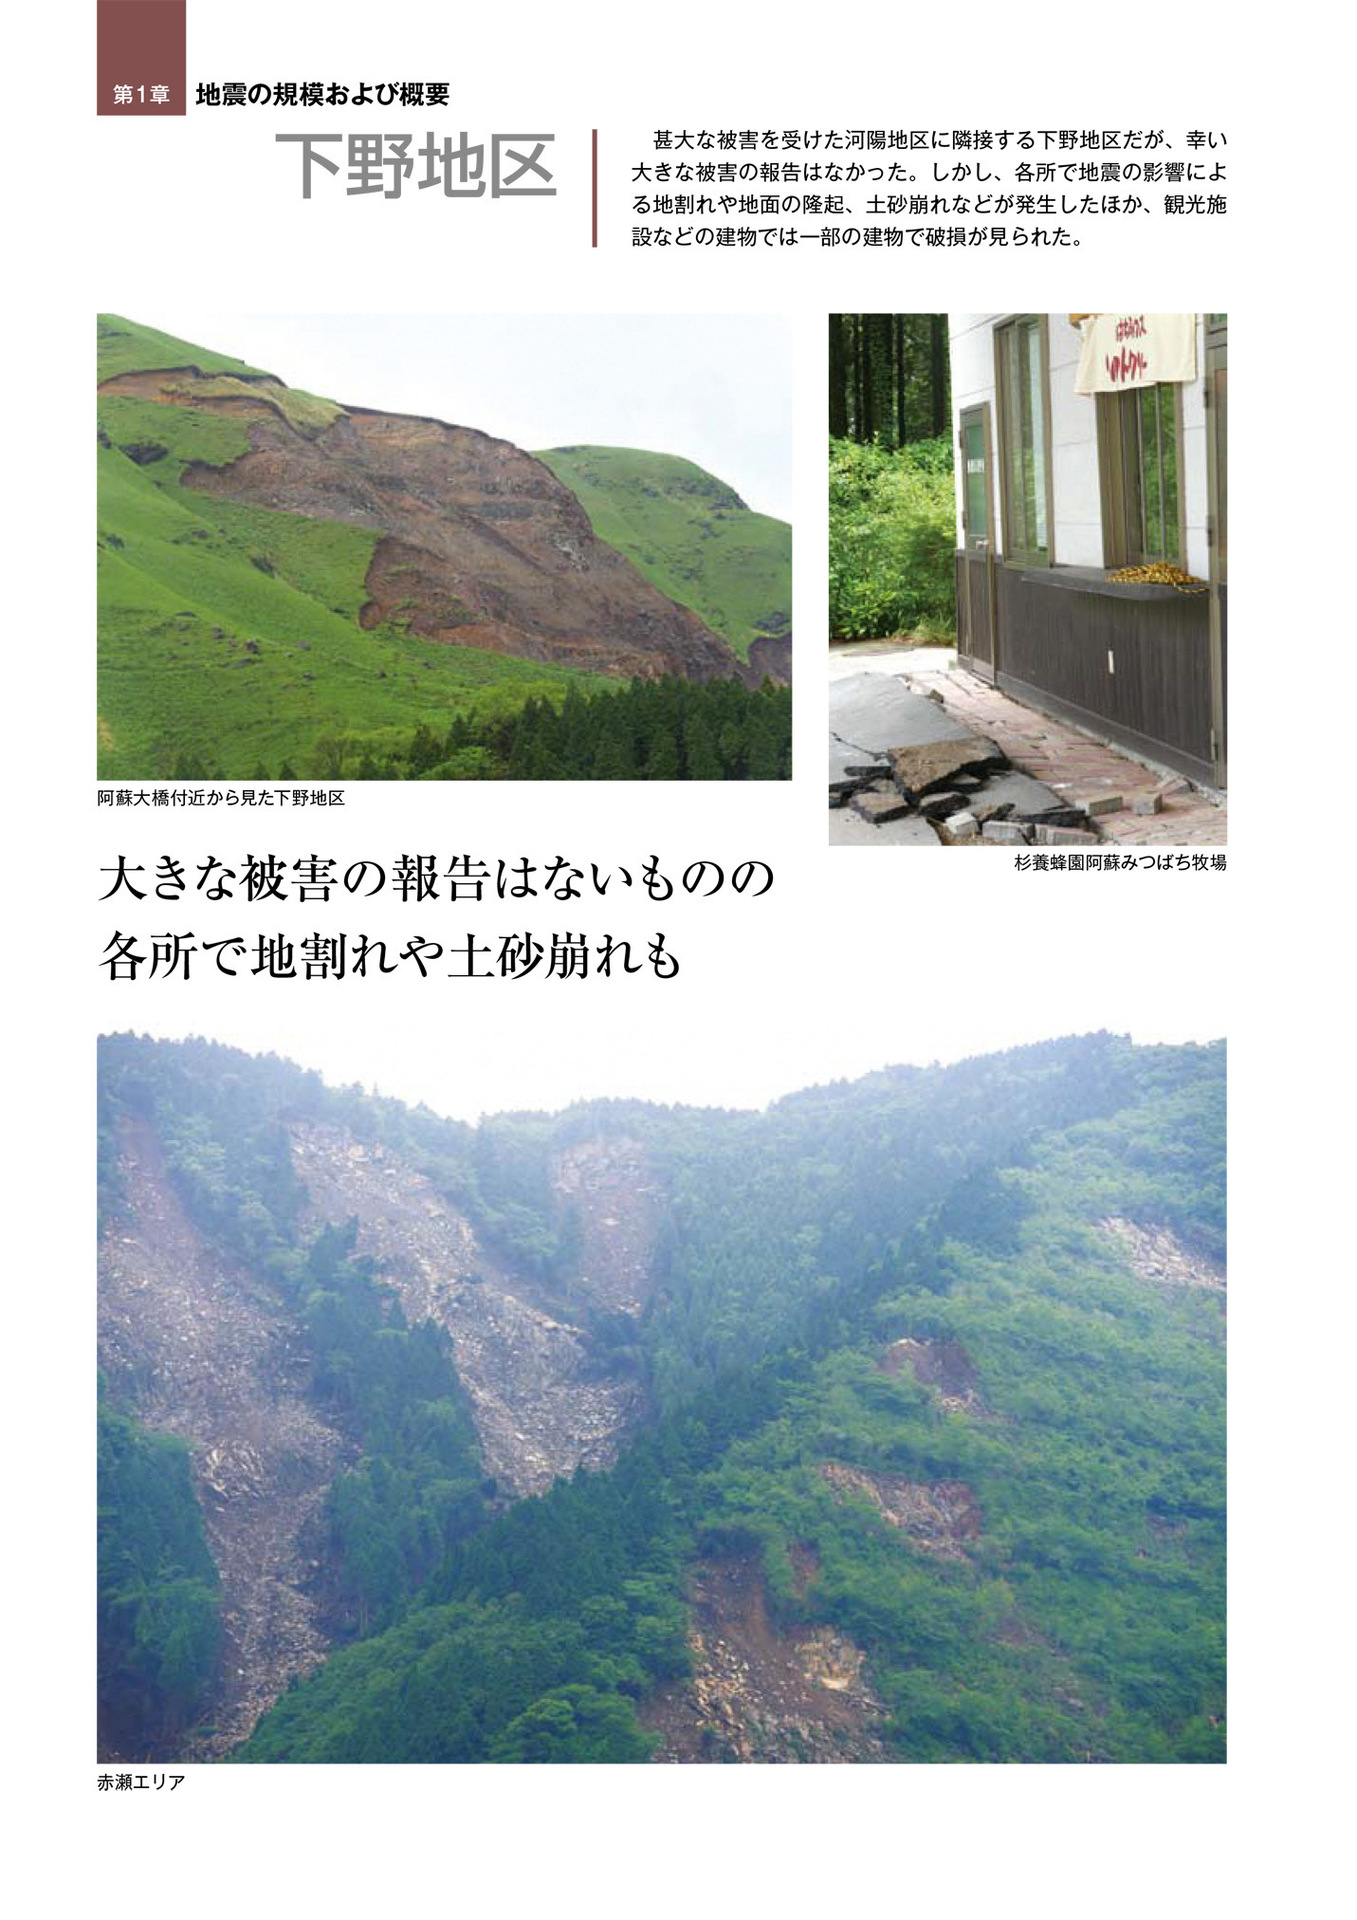 第1章 地震の規模および概要
下野地区
甚大な被害を受けた河陽地区に隣接する下野地区だが、幸い
大きな被害の報告はなかった。しかし、各所で地震の影響によ
る地割れや地面の隆起、土砂崩れなどが発生したほか、観光施
設などの建物では一部の建物で破損が見られた。
阿蘇大橋付近から見た下野地区
杉養蜂園阿蘇みつばち牧場
大きな被害の報告はないものの
各所で地割れや土砂崩れも
赤瀬エリア